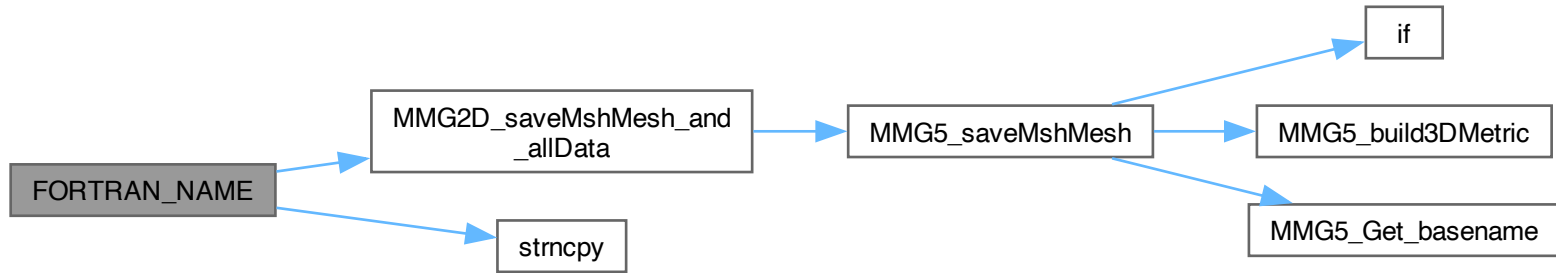 FORTRAN_NAME
MMG2D_saveMshMesh_and
_allData
strncpy
MMG5_saveMshMesh
if
MMG5_build3DMetric
MMG5_Get_basename